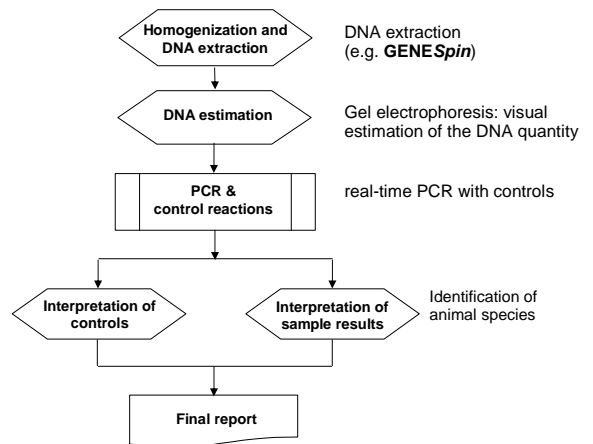 Homogenization and
DNA extraction
DNA extraction
(e.g. GENESpin)
DNA estimation
Gel electrophoresis: visual
estimation of the DNA quantity
PCR &
control reactions
real-time PCR with controls
Interpretation of
controls
Interpretation of
sample results
Identification of
animal species
Final report